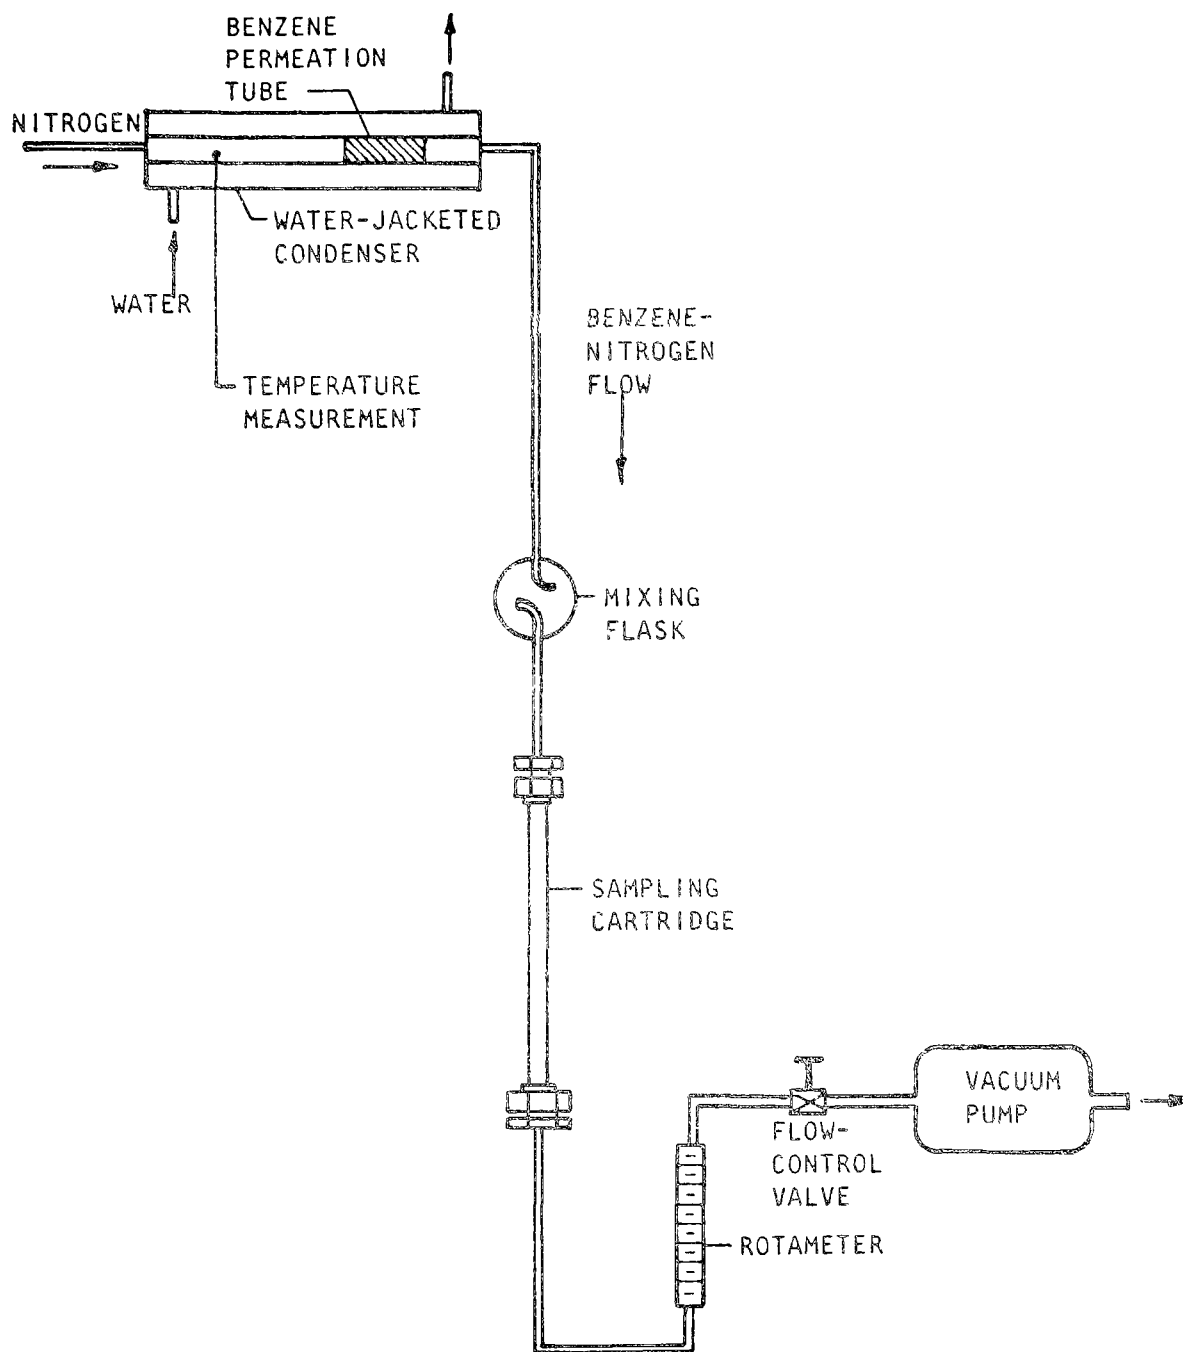 BENZENE
PERMEATION
TUBE
NITROGEN
WATER-JACKETED
CONDENSER
WATER
TEMPERATURE
MEASUREMENT
BENZENE-
NITROGEN
FLOW
MIXING
FLASK
SAMPLING
CARTRIDGE
VACUUM
PUMP
FLOW-
CONTROL
VALVE
ROTAMETER